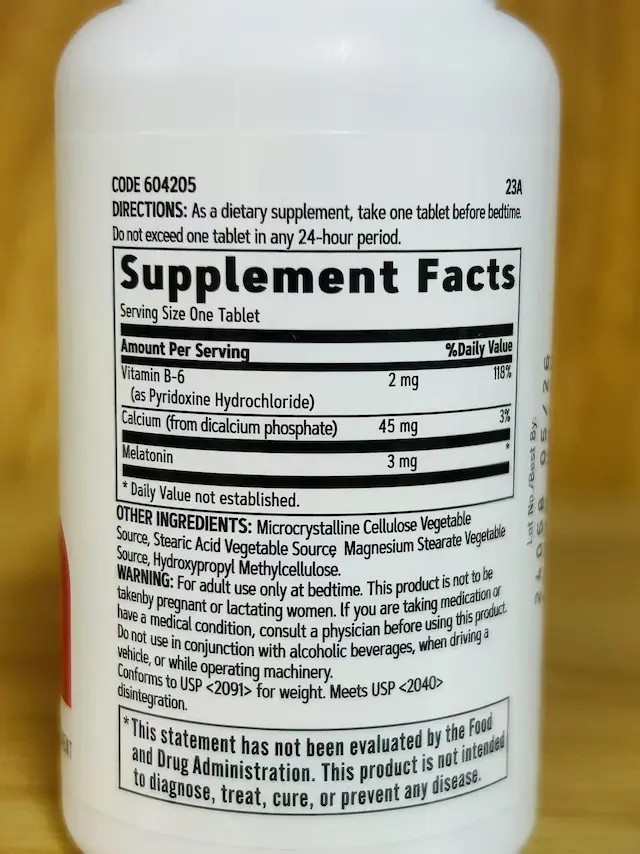 CODE 604205 23A
DIRECTIONS: As a dietary supplement, take one tablet before bedtime.
Do not exceed one tablet in any 24-hour period.
Supplement Facts
Serving Size One Tablet
Amount Per Serving %Daily Value
Vitamin B-6 2 mg 118%
(as Pyridoxine Hydrochloride)
Calcium (from dicalcium phosphate) 45 mg 3%
Melatonin 3 mg *
* Daily Value not established.
OTHER INGREDIENTS: Microcrystalline Cellulose Vegetable
Source, Stearic Acid Vegetable Source, Magnesium Stearate Vegetable
Source, Hydroxypropyl Methylcellulose.
WARNING: For adult use only at bedtime. This product is not to be
takenby pregnant or lactating women. If you are taking medication or
have a medical condition, consult a physician before using this product.
Do not use in conjunction with alcoholic beverages, when driving a
vehicle, or while operating machinery.
Conforms to USP <2091> for weight. Meets USP <2040>
disintegration.
*This statement has not been evaluated by the Food
and Drug Administration. This product is not intended
to diagnose, treat, cure, or prevent any disease.
Lot No./Best By: